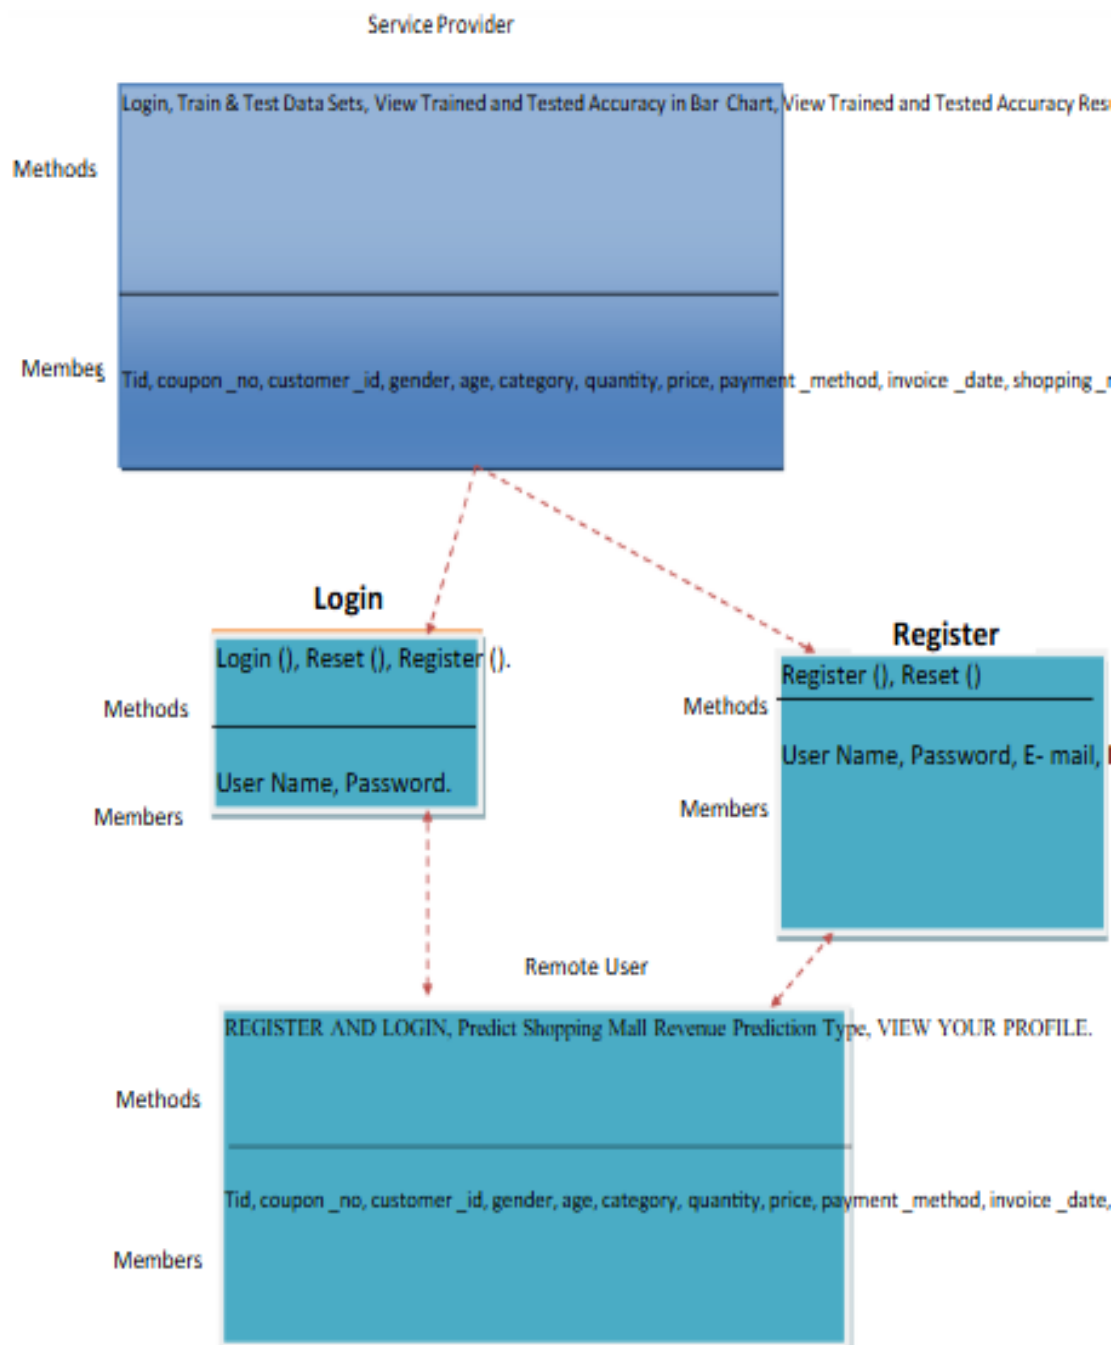 Service Provider
Login, Train & Test Data Sets, View Trained and Tested Accuracy in Bar Chart, View Trained and Tested Accuracy
Methods
Members
Tid, coupon _no, customer _id, gender, age, category, quantity, price, payment _method, invoice _date,
Login
Login (), Reset (), Register ().
Methods
User Name, Password.
Members
Register
Register (), Reset ()
Methods
User Name, Password, E- mail,
Members
Remote User
REGISTER AND LOGIN, Predict Shopping Mall Revenue Prediction Type, VIEW YOUR PROFILE.
Methods
Tid, coupon _no, customer _id, gender, age, category, quantity, price, payment _method, invoice _date,
Members